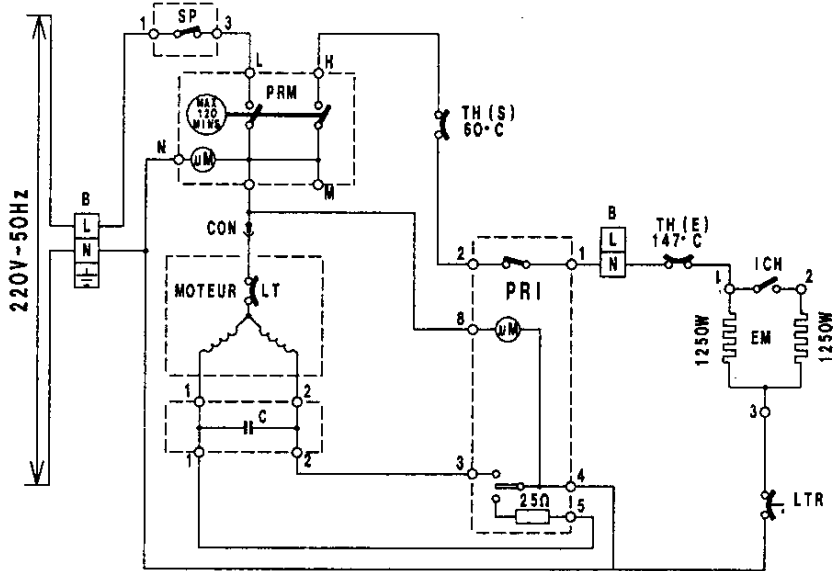 SP
1
3
L
K
PRM
MAX
120
MINS
TH(S)
60°C
N
µM
M
B
L
N
CON
220V-50Hz
B
L
N
TH(E)
147°C
2
1
PRI
ICH
1
2
MOTEUR
LT
8
µM
1250W
EM
1250W
1
2
C
3
1
2
3
4
25Ω
5
LTR